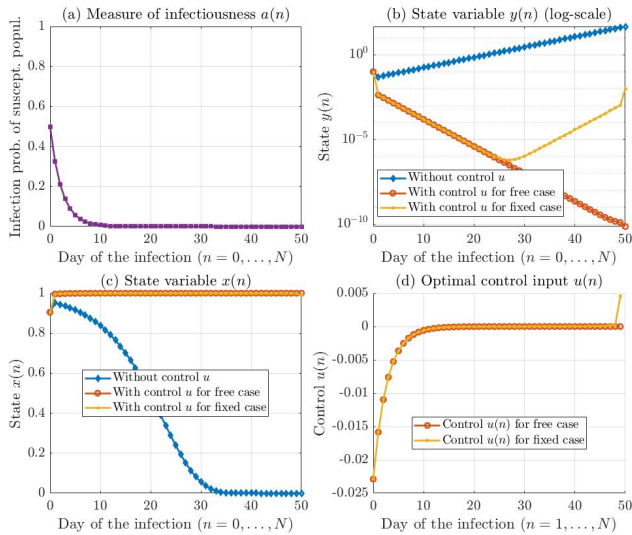 (a) Measure of infectiousness a(n)
Infection prob. of suscept. popul.
1
0.8
0.6
0.4
0.2
0
0 10 20 30 40 50
Day of the infection (n = 0, . . . , N)
(b) State variable y(n) (log-scale)
State y(n)
10^0
10^-5
10^-10
Without control u
With control u for free case
With control u for fixed case
0 10 20 30 40 50
Day of the infection (n = 0, . . . , N)
(c) State variable x(n)
State x(n)
1
0.8
0.6
0.4
0.2
0
Without control u
With control u for free case
With control u for fixed case
0 10 20 30 40 50
Day of the infection (n = 0, . . . , N)
(d) Optimal control input u(n)
Control u(n)
0.005
0
-0.005
-0.01
-0.015
-0.02
-0.025
Control u(n) for free case
Control u(n) for fixed case
0 10 20 30 40 50
Day of the infection (n = 1, . . . , N)